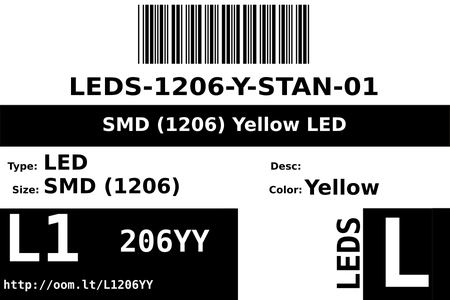 LEDS-1206-Y-STAN-01
SMD (1206) Yellow LED
Type: LED
Desc:
Size: SMD (1206)
Color: Yellow
L1
206YY
http://oom.lt/L1206YY
LEDS
L